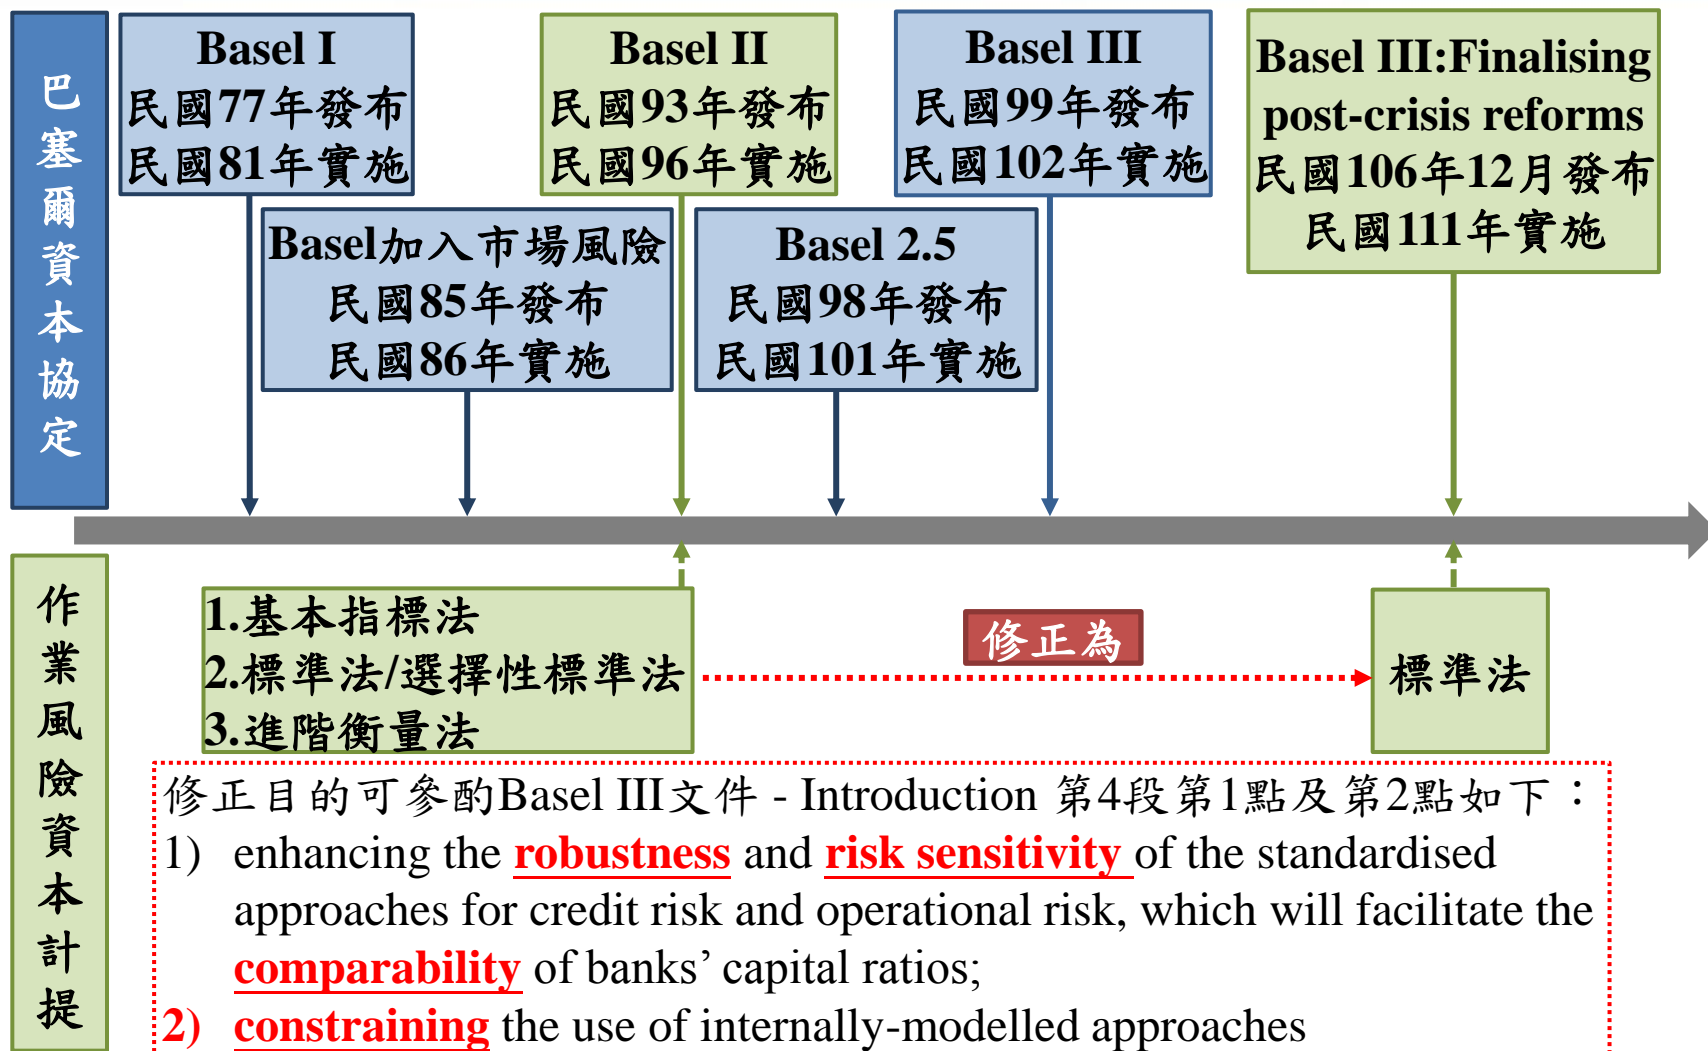 巴塞爾資本協定
Basel I
民國77年發布
民國81年實施
Basel II
民國93年發布
民國96年實施
Basel III
民國99年發布
民國102年實施
Basel III:Finalising
post-crisis reforms
民國106年12月發布
民國111年實施
Basel加入市場風險
民國85年發布
民國86年實施
Basel 2.5
民國98年發布
民國101年實施
作業風險資本計提
1.基本指標法
2.標準法/選擇性標準法
3.進階衡量法
修正為
標準法
修正目的可參酌Basel III文件 - Introduction 第4段第1點及第2點如下：
1) enhancing the robustness and risk sensitivity of the standardised
approaches for credit risk and operational risk, which will facilitate the
comparability of banks’ capital ratios;
2) constraining the use of internally-modelled approaches